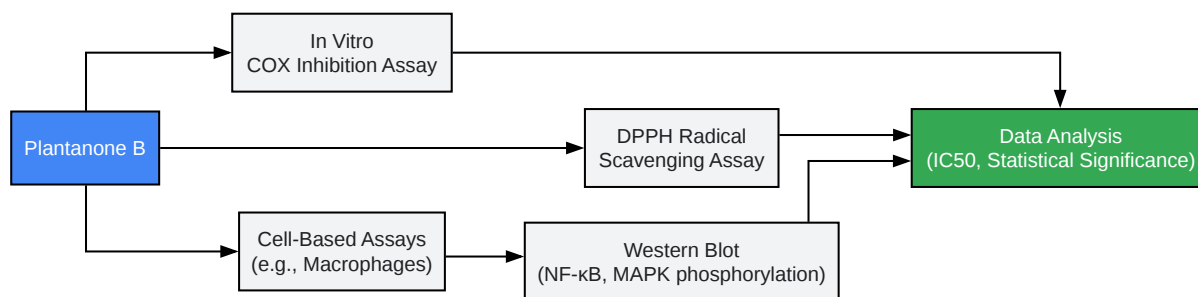 In Vitro
COX Inhibition Assay
Plantanone B
DPPH Radical
Scavenging Assay
Data Analysis
(IC50, Statistical Significance)
Cell-Based Assays
(e.g., Macrophages)
Western Blot
(NF-κB, MAPK phosphorylation)